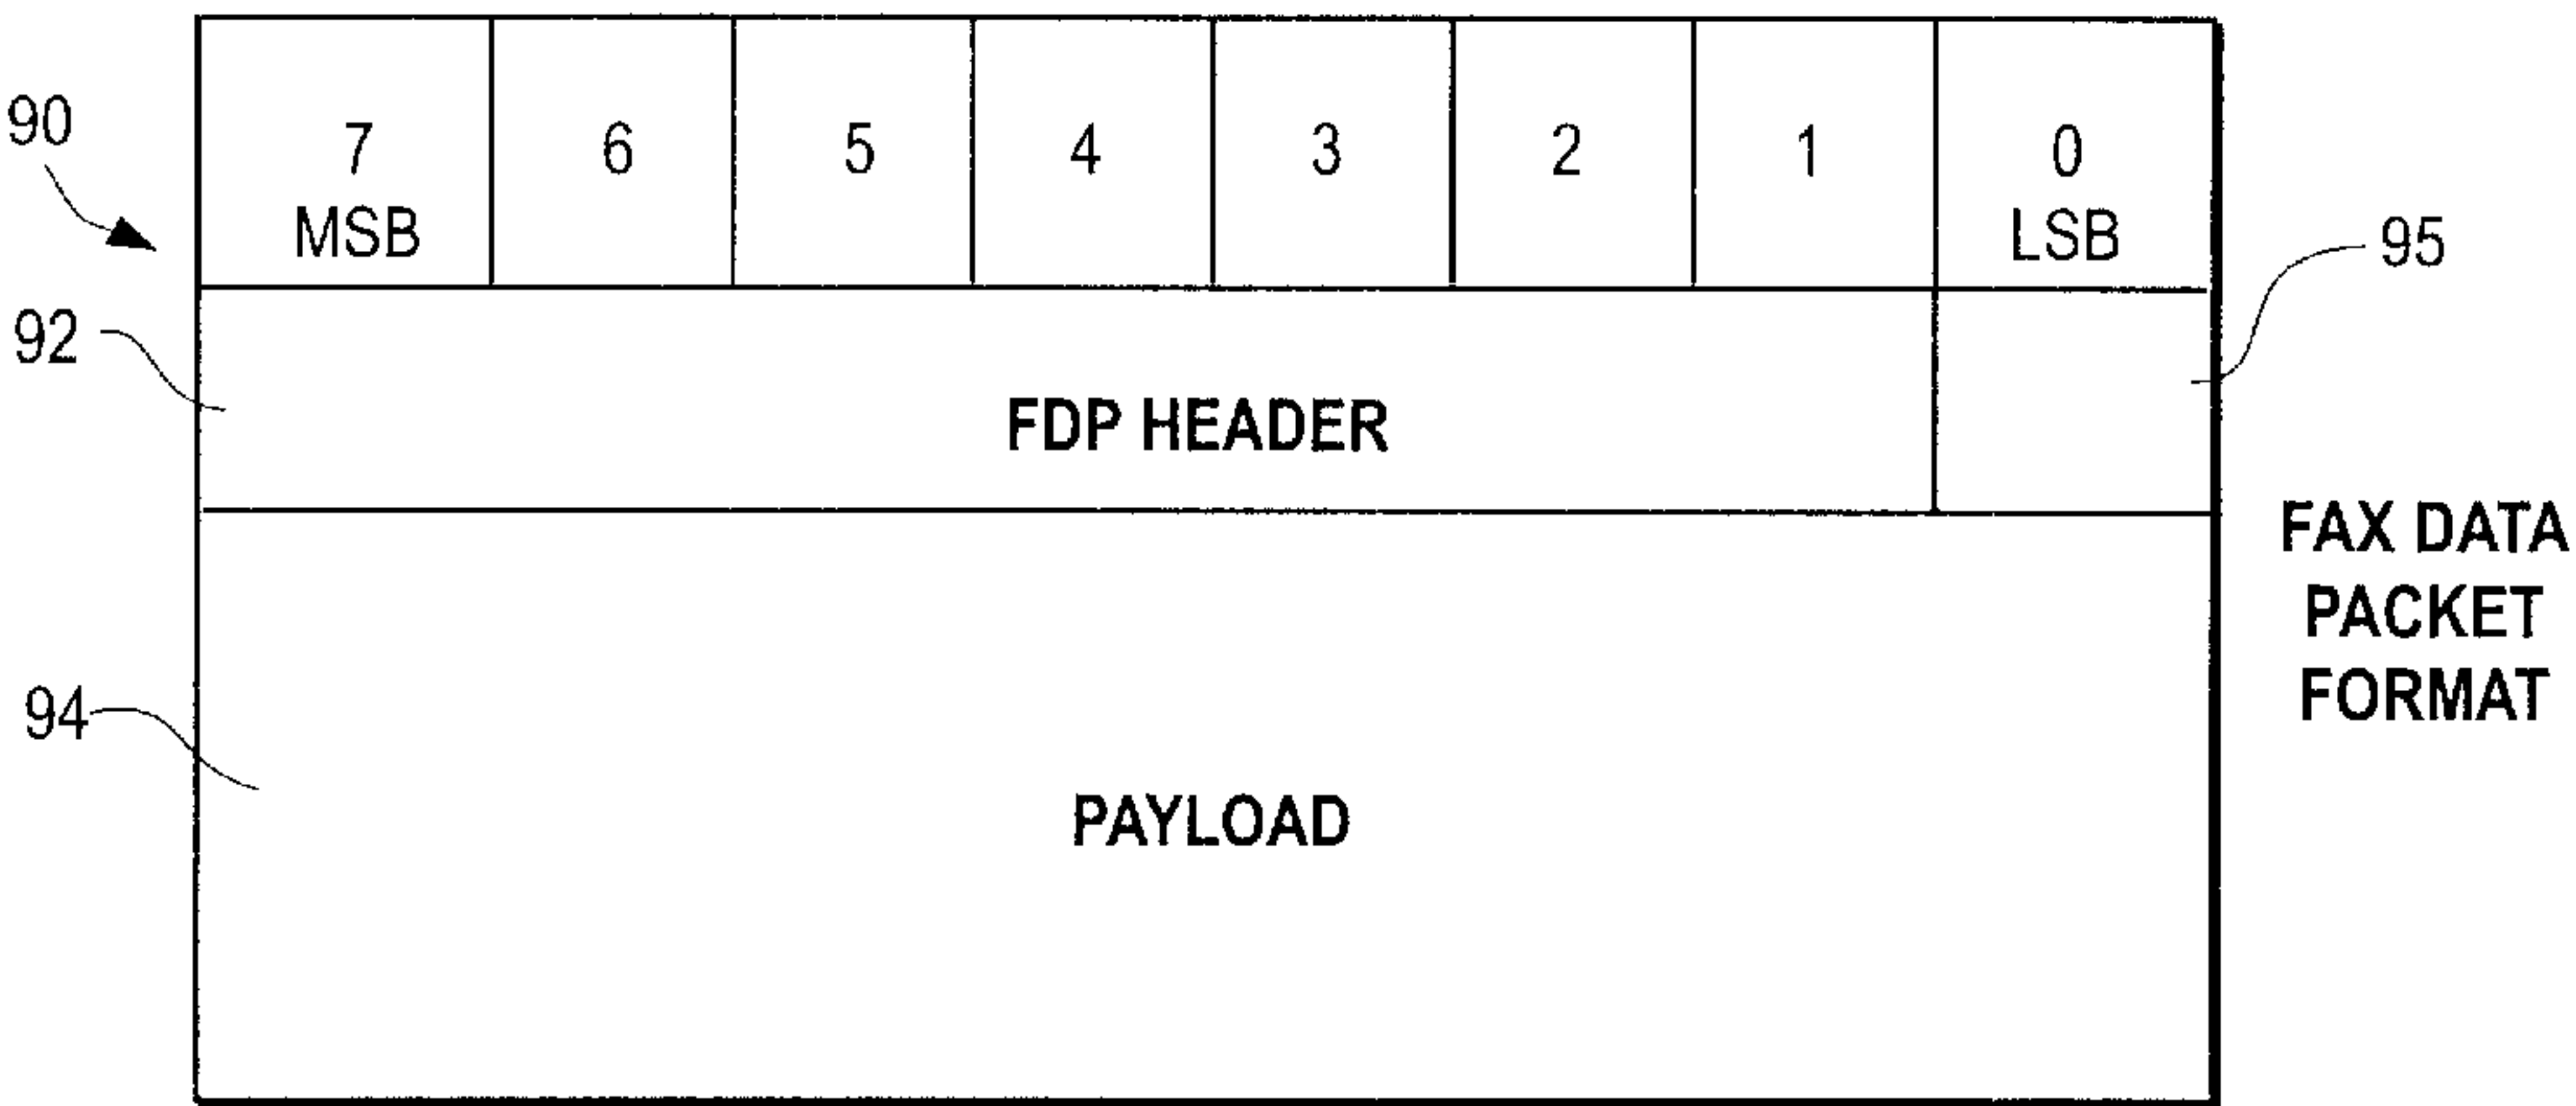 90
7 6 5 4 3 2 1 0
MSB LSB
95
92
FDP HEADER
FAX DATA
PACKET
FORMAT
94
PAYLOAD